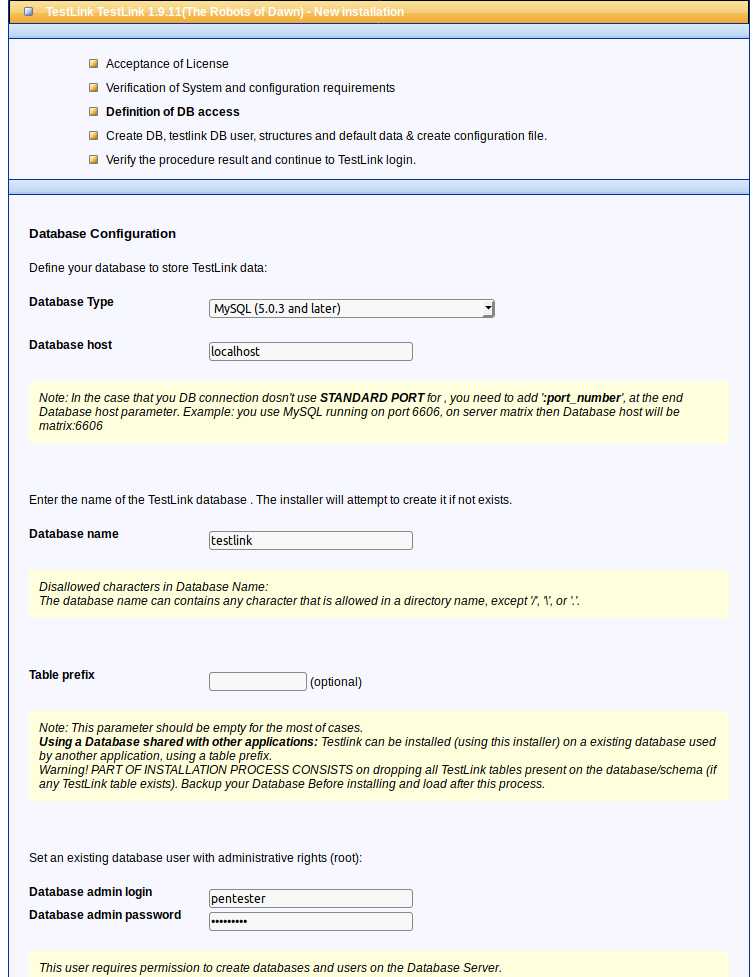 TestLink TestLink 1.9.11(The Robots of Dawn) - New installation
Acceptance of License
Verification of System and configuration requirements
Definition of DB access
Create DB, testlink DB user, structures and default data & create configuration file.
Verify the procedure result and continue to TestLink login.
Database Configuration
Define your database to store TestLink data:
Database Type
MySQL (5.0.3 and later)
Database host
localhost
Note: In the case that you DB connection dosn't use STANDARD PORT for , you need to add ':port_number', at the end
Database host parameter. Example: you use MySQL running on port 6606, on server matrix then Database host will be
matrix:6606
Enter the name of the TestLink database . The installer will attempt to create it if not exists.
Database name
testlink
Disallowed characters in Database Name:
The database name can contains any character that is allowed in a directory name, except '/', '\', or '.'.
Table prefix
(optional)
Note: This parameter should be empty for the most of cases.
Using a Database shared with other applications: Testlink can be installed (using this installer) on a existing database used
by another application, using a table prefix.
Warning! PART OF INSTALLATION PROCESS CONSISTS on dropping all TestLink tables present on the database/schema (if
any TestLink table exists). Backup your Database Before installing and load after this process.
Set an existing database user with administrative rights (root):
Database admin login
pentester
Database admin password
•••••••••
This user requires permission to create databases and users on the Database Server.